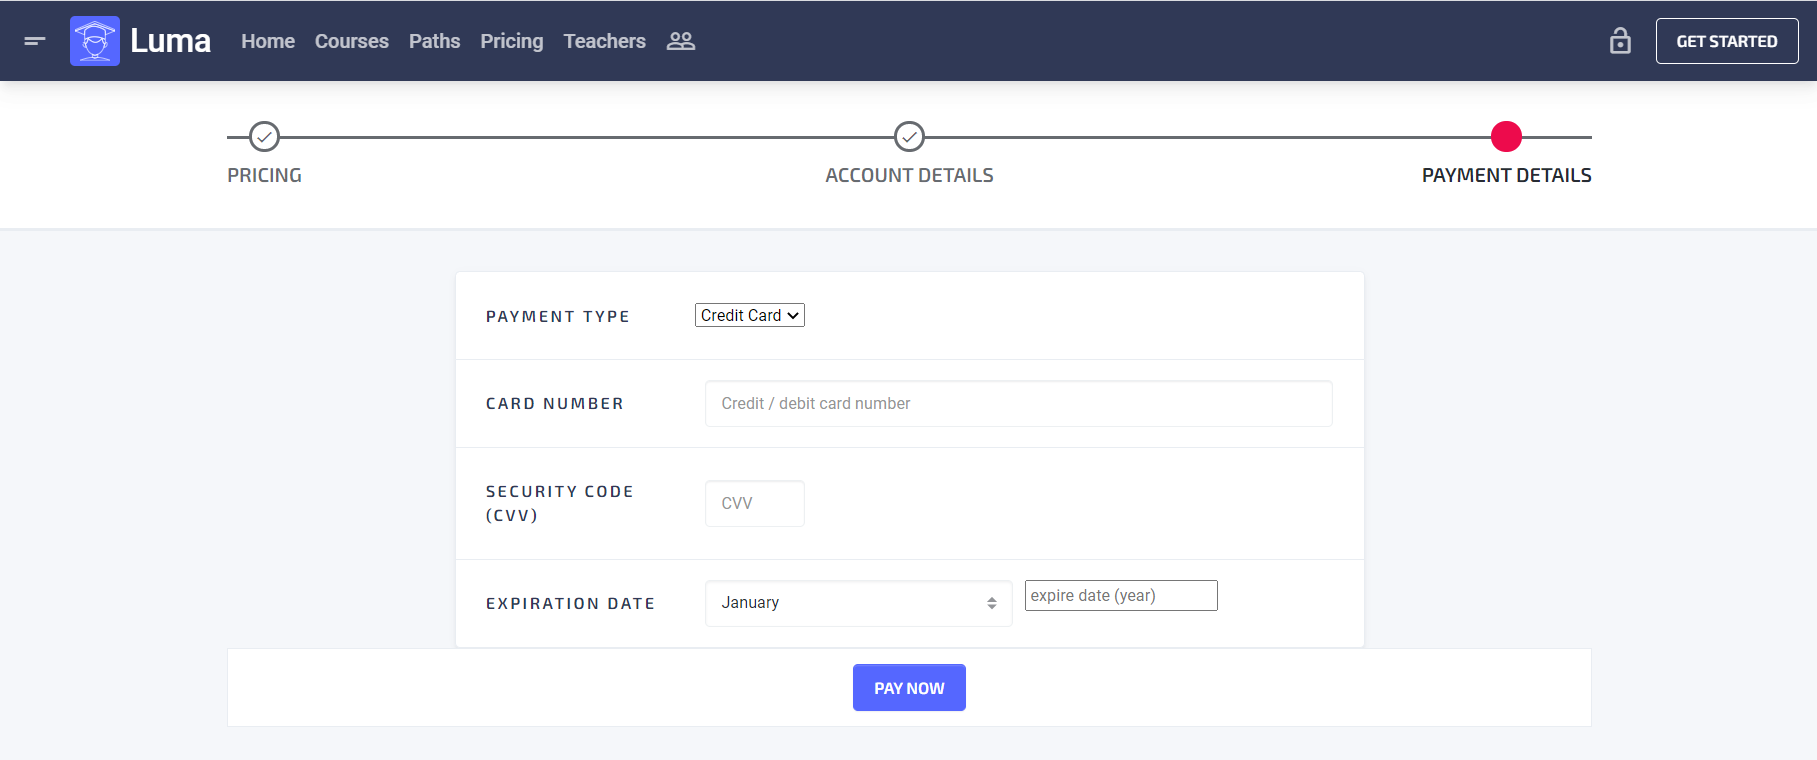 Luma Home Courses Paths Pricing Teachers GET STARTED
PRICING ACCOUNT DETAILS PAYMENT DETAILS
PAYMENT TYPE Credit Card
CARD NUMBER Credit / debit card number
SECURITY CODE
(CVV) CVV
EXPIRATION DATE January expire date (year)
PAY NOW